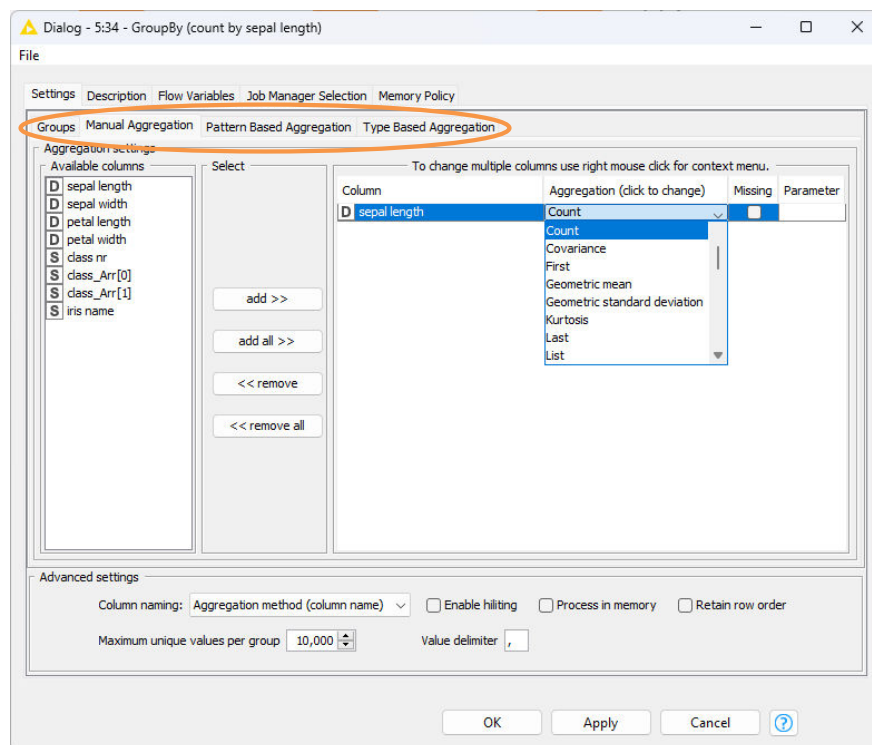 Dialog - 5:34 - GroupBy (count by sepal length)
File
Settings Description Flow Variables Job Manager Selection Memory Policy
Groups Manual Aggregation Pattern Based Aggregation Type Based Aggregation
Aggregation settings
Available columns
D sepal length
D sepal width
D petal length
D petal width
S class nr
S class_Arr[0]
S class_Arr[1]
S iris name
Select
add >>
add all >>
<< remove
<< remove all
To change multiple columns use right mouse click for context menu.
Column Aggregation (click to change) Missing Parameter
D sepal length Count
Count
Covariance
First
Geometric mean
Geometric standard deviation
Kurtosis
Last
List
Advanced settings
Column naming: Aggregation method (column name) Enable hiliting Process in memory Retain row order
Maximum unique values per group 10,000 Value delimiter ,
OK Apply Cancel ?